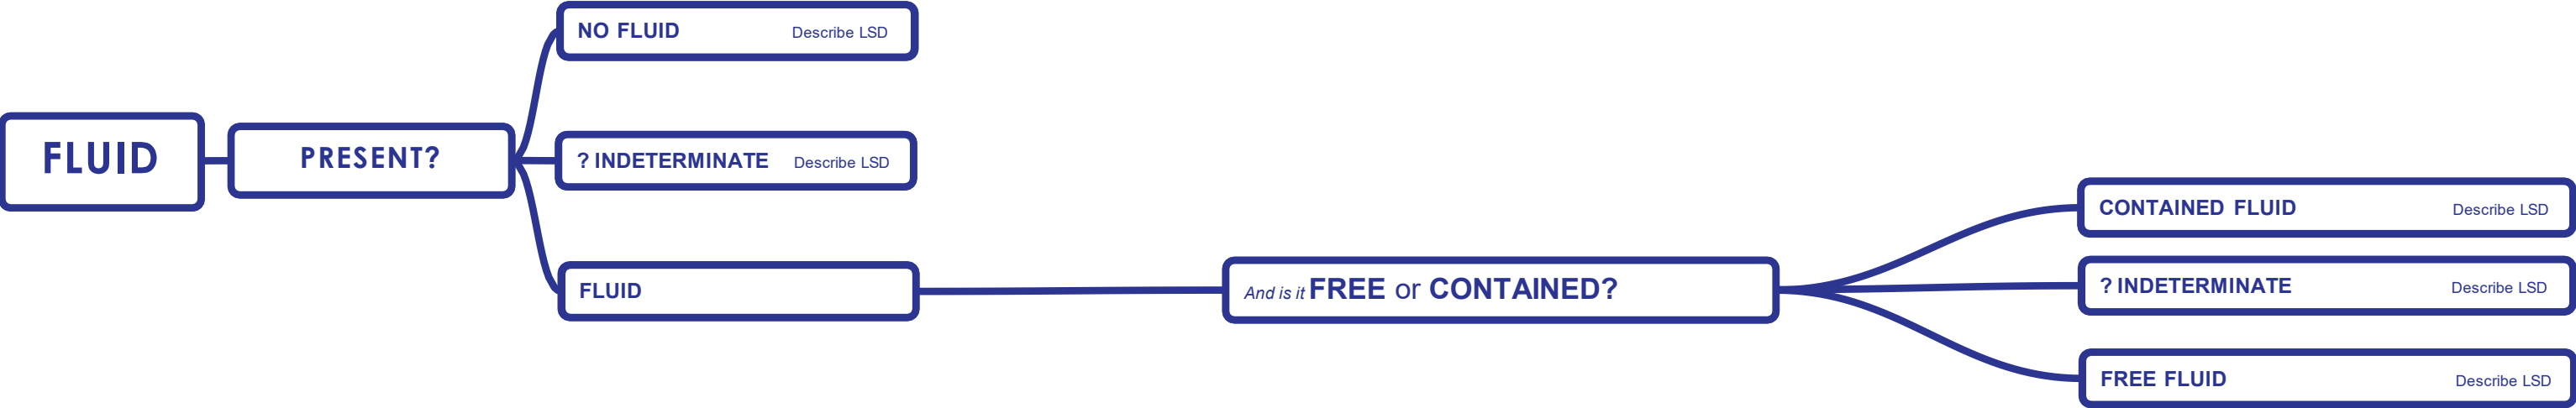 FLUID
PRESENT?
NO FLUID Describe LSD
? INDETERMINATE Describe LSD
FLUID
And is it FREE or CONTAINED?
CONTAINED FLUID Describe LSD
? INDETERMINATE Describe LSD
FREE FLUID Describe LSD